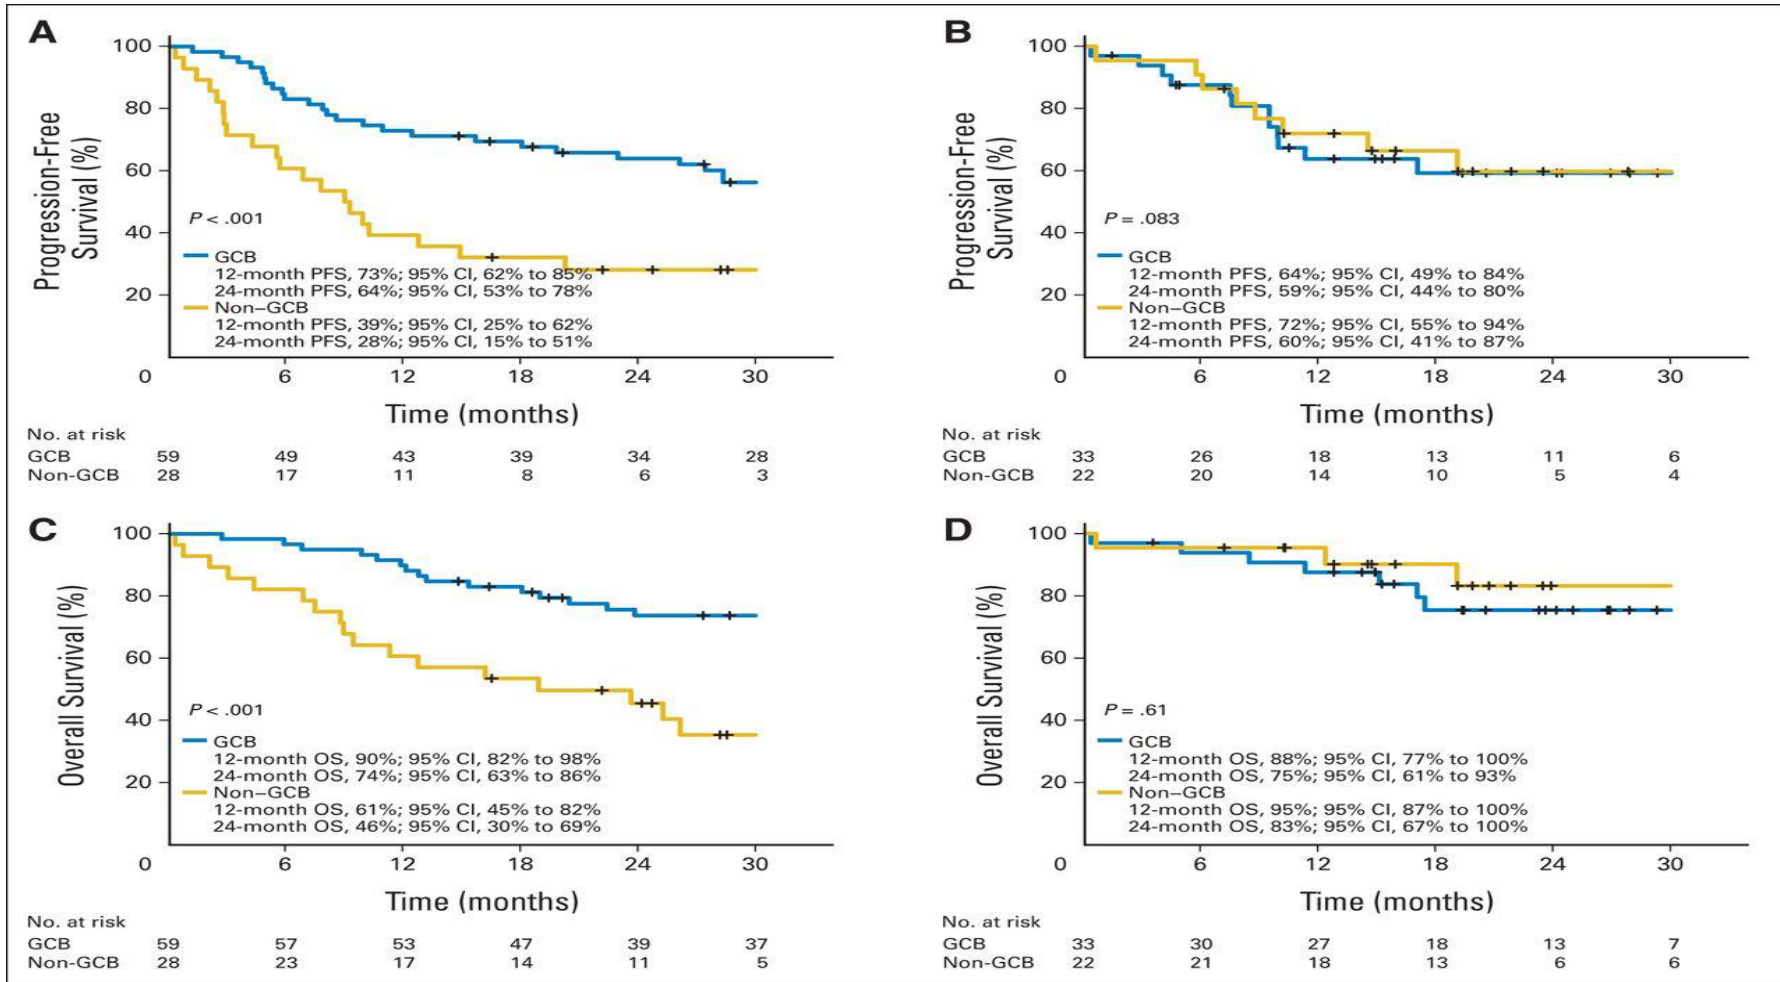 A
Progression-Free
Survival (%)
100
80
60
40
20
0
P < .001
GCB
12-month PFS, 73%; 95% CI, 62% to 85%
24-month PFS, 64%; 95% CI, 53% to 78%
Non–GCB
12-month PFS, 39%; 95% CI, 25% to 62%
24-month PFS, 28%; 95% CI, 15% to 51%
6 12 18 24 30
Time (months)
No. at risk
GCB 59 49 43 39 34 28
Non-GCB 28 17 11 8 6 3
B
Progression-Free
Survival (%)
100
80
60
40
20
0
P = .083
GCB
12-month PFS, 64%; 95% CI, 49% to 84%
24-month PFS, 59%; 95% CI, 44% to 80%
Non–GCB
12-month PFS, 72%; 95% CI, 55% to 94%
24-month PFS, 60%; 95% CI, 41% to 87%
6 12 18 24 30
Time (months)
No. at risk
GCB 33 26 18 13 11 6
Non-GCB 22 20 14 10 5 4
C
Overall Survival (%)
100
80
60
40
20
0
P < .001
GCB
12-month OS, 90%; 95% CI, 82% to 98%
24-month OS, 74%; 95% CI, 63% to 86%
Non–GCB
12-month OS, 61%; 95% CI, 45% to 82%
24-month OS, 46%; 95% CI, 30% to 69%
6 12 18 24 30
Time (months)
No. at risk
GCB 59 57 53 47 39 37
Non-GCB 28 23 17 14 11 5
D
Overall Survival (%)
100
80
60
40
20
0
P = .61
GCB
12-month OS, 88%; 95% CI, 77% to 100%
24-month OS, 75%; 95% CI, 61% to 93%
Non–GCB
12-month OS, 95%; 95% CI, 87% to 100%
24-month OS, 83%; 95% CI, 67% to 100%
6 12 18 24 30
Time (months)
No. at risk
GCB 33 30 27 18 13 7
Non-GCB 22 21 18 13 6 6